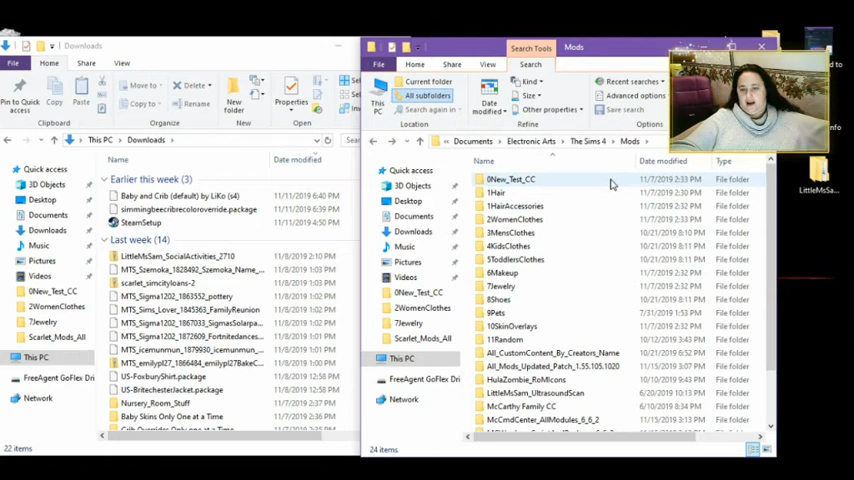 Downloads
File Home Share View
Pin to Quick access
Copy
Paste
Move to
Copy to
Delete
Rename
New folder
Properties
Clipboard
Organize
New
Open
This PC Downloads
Name
Date modified
Quick access
3D Objects
Desktop
Documents
Downloads
Music
Pictures
Videos
0New_Test_CC
2WomenClothes
7Jewelry
Scarlet_Mods_All
This PC
FreeAgent GoFlex Dri
Network
22 items
Earlier this week (3)
Baby and Crib (default) by LiKo (s4) 11/11/2019 6:40 PM
simmingbeecribrecoloroverride.package 11/11/2019 6:39 PM
SteamSetup 11/11/2019 4:50 PM
Last week (14)
LittleMsSam_SocialActivities_2710 11/8/2019 2:10 PM
MTS_Szemoka_1828492_Szemoka_Name_... 11/8/2019 1:03 PM
scarlet_simcityloans-2 11/8/2019 1:03 PM
MTS_Sigma1202_1863552_pottery 11/8/2019 1:02 PM
MTS_Sims_Lover_1845363_FamilyReunion 11/8/2019 1:02 PM
MTS_Sigma1202_1867033_SigmaSolarpa... 11/8/2019 1:02 PM
MTS_Sigma1202_1872609_Fortnitedances... 11/8/2019 1:02 PM
MTS_icemunmun_1879930_icmunmun_... 11/8/2019 1:02 PM
MTS_emilypl27_1866484_emilypl27BakeC... 11/8/2019 1:00 PM
US-FoxburyShirt.package 11/8/2019 12:58 PM
US-BritechesterJacket.package 11/8/2019 12:58 PM
Nursery_Room_Stuff 11/7/2019 2:36 PM
Baby Skins Only One at a Time 11/7/2019 2:33 PM
Search Tools
Mods
File Home Share View Search
This PC
Current folder
All subfolders
Search again in
Location
Date modified
Kind
Size
Other properties
Refine
Recent searches
Advanced options
Save search
Documents Electronic Arts The Sims 4 Mods
Name
Date modified
Type
Quick access
3D Objects
Desktop
Documents
Downloads
Music
Pictures
Videos
0New_Test_CC
2WomenClothes
7Jewelry
Scarlet_Mods_All
This PC
FreeAgent GoFlex Dri
Network
24 items
0New_Test_CC 11/7/2019 2:33 PM File folder
1Hair 11/7/2019 2:30 PM File folder
1HairAccessories 11/7/2019 2:33 PM File folder
2WomenClothes 11/7/2019 2:39 PM File folder
3MensClothes 10/21/2019 8:10 PM File folder
4KidsClothes 10/21/2019 8:11 PM File folder
5ToddlersClothes 10/21/2019 8:11 PM File folder
6Makeup 11/7/2019 2:32 PM File folder
7Jewelry 11/7/2019 2:32 PM File folder
8Shoes 10/21/2019 8:11 PM File folder
9Pets 7/31/2019 1:53 PM File folder
10SkinOverlays 11/7/2019 2:32 PM File folder
11Random 10/21/2019 8:11 PM File folder
All_CustomContent_By_Creators_Name 10/21/2019 6:52 PM File folder
All_Mods_Updated_Patch_1.55.105.1020 11/15/2019 3:07 PM File folder
HulaZombie_RoMIcons 10/10/2019 9:43 PM File folder
LittleMsSam_UltrasoundScan 6/20/2019 10:13 PM File folder
McCarthy Family CC 6/10/2019 8:34 PM File folder
McCmdCenter_AllModules_6_6_2 11/15/2019 3:13 PM File folder
LittleMsSa...